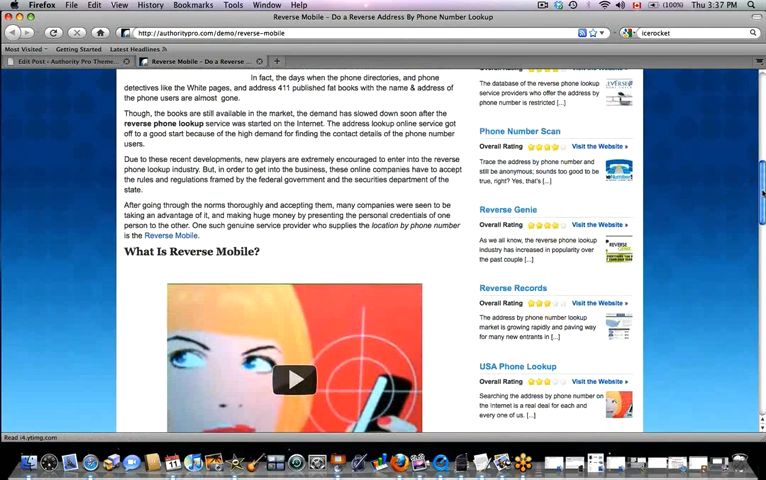 Firefox File Edit View History Bookmarks Tools Window Help (100%) Thu 3:37 PM
Reverse Mobile – Do a Reverse Address By Phone Number Lookup
http://authoritypro.com/demo/reverse-mobile
icerocket
Most Visited Getting Started Latest Headlines
Edit Post ‹ Authority Pro Theme...
Reverse Mobile – Do a Revers...
In fact, the days when the phone directories, and phone
detectives like the White pages, and address 411 published fat books with the name & address of
the phone users are almost gone.
Though, the books are still available in the market, the demand has slowed down soon after the
reverse phone lookup service was started on the Internet. The address lookup online service got
off to a good start because of the high demand for finding the contact details of the phone number
users.
Due to these recent developments, new players are extremely encouraged to enter into the reverse
phone lookup industry. But, in order to get into the business, these online companies have to accept
the rules and regulations framed by the federal government and the securities department of the
state.
After going through the norms thoroughly and accepting them, many companies were seen to be
taking an advantage of it, and making huge money by presenting the personal credentials of one
person to the other. One such genuine service provider who supplies the location by phone number
is the Reverse Mobile.
What Is Reverse Mobile?
The database of the reverse phone lookup
service providers who offer the address by
phone number is restricted [...]
Phone Number Scan
Overall Rating Visit the Website »
Trace the address by phone number and
still be anonymous; sounds too good to be
true, right? Yes, that's [...]
Reverse Genie
Overall Rating Visit the Website »
As we all know, the reverse phone lookup
industry has increased in popularity over
the past couple [...]
Reverse Records
Overall Rating Visit the Website »
The address by phone number lookup
market is growing rapidly and paving way
for many new entrants in [...]
USA Phone Lookup
Overall Rating Visit the Website »
Searching the address by phone number on
the Internet is a real deal for each and
every one of us. [...]
Read i4.ytimg.com